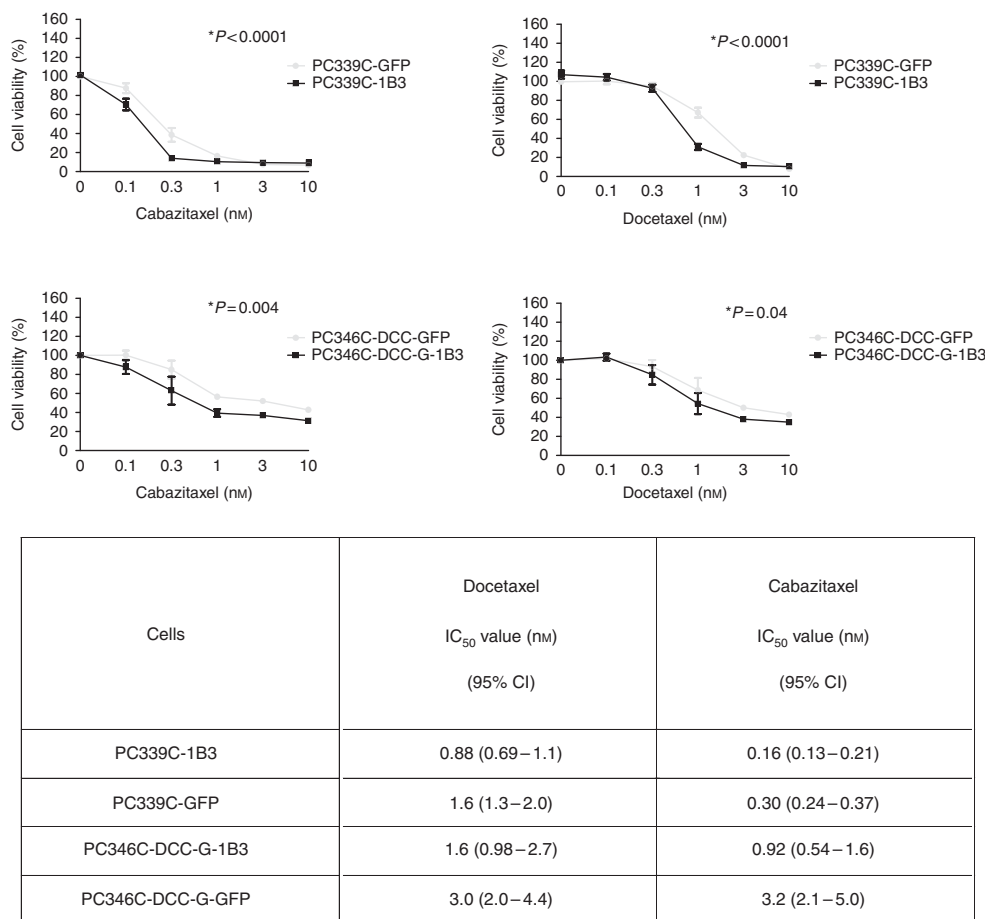 160
140
120
100
80
60
40
20
0
Cell viability (%)
*P<0.0001
PC339C-GFP
PC339C-1B3
0 0.1 0.3 1 3 10
Cabazitaxel (nM)
160
140
120
100
80
60
40
20
0
Cell viability (%)
*P<0.0001
PC339C-GFP
PC339C-1B3
0 0.1 0.3 1 3 10
Docetaxel (nM)
160
140
120
100
80
60
40
20
0
Cell viability (%)
*P=0.004
PC346C-DCC-GFP
PC346C-DCC-G-1B3
0 0.1 0.3 1 3 10
Cabazitaxel (nM)
160
140
120
100
80
60
40
20
0
Cell viability (%)
*P=0.04
PC346C-DCC-GFP
PC346C-DCC-G-1B3
0 0.1 0.3 1 3 10
Docetaxel (nM)
Cells
Docetaxel
IC50 value (nM)
(95% CI)
Cabazitaxel
IC50 value (nM)
(95% CI)
PC339C-1B3 0.88 (0.69–1.1) 0.16 (0.13–0.21)
PC339C-GFP 1.6 (1.3–2.0) 0.30 (0.24–0.37)
PC346C-DCC-G-1B3 1.6 (0.98–2.7) 0.92 (0.54–1.6)
PC346C-DCC-G-GFP 3.0 (2.0–4.4) 3.2 (2.1–5.0)